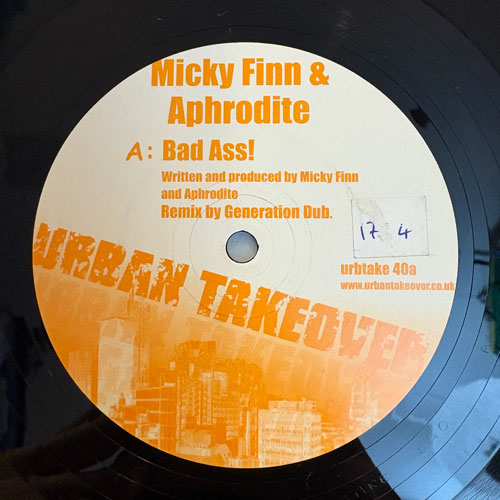 Micky Finn &
Aphrodite
A: Bad Ass!
Written and produced by Micky Finn
and Aphrodite
Remix by Generation Dub.
17 4
urbtake 40a
www.urbantakeover.co.uk
URBAN TAKEOVER